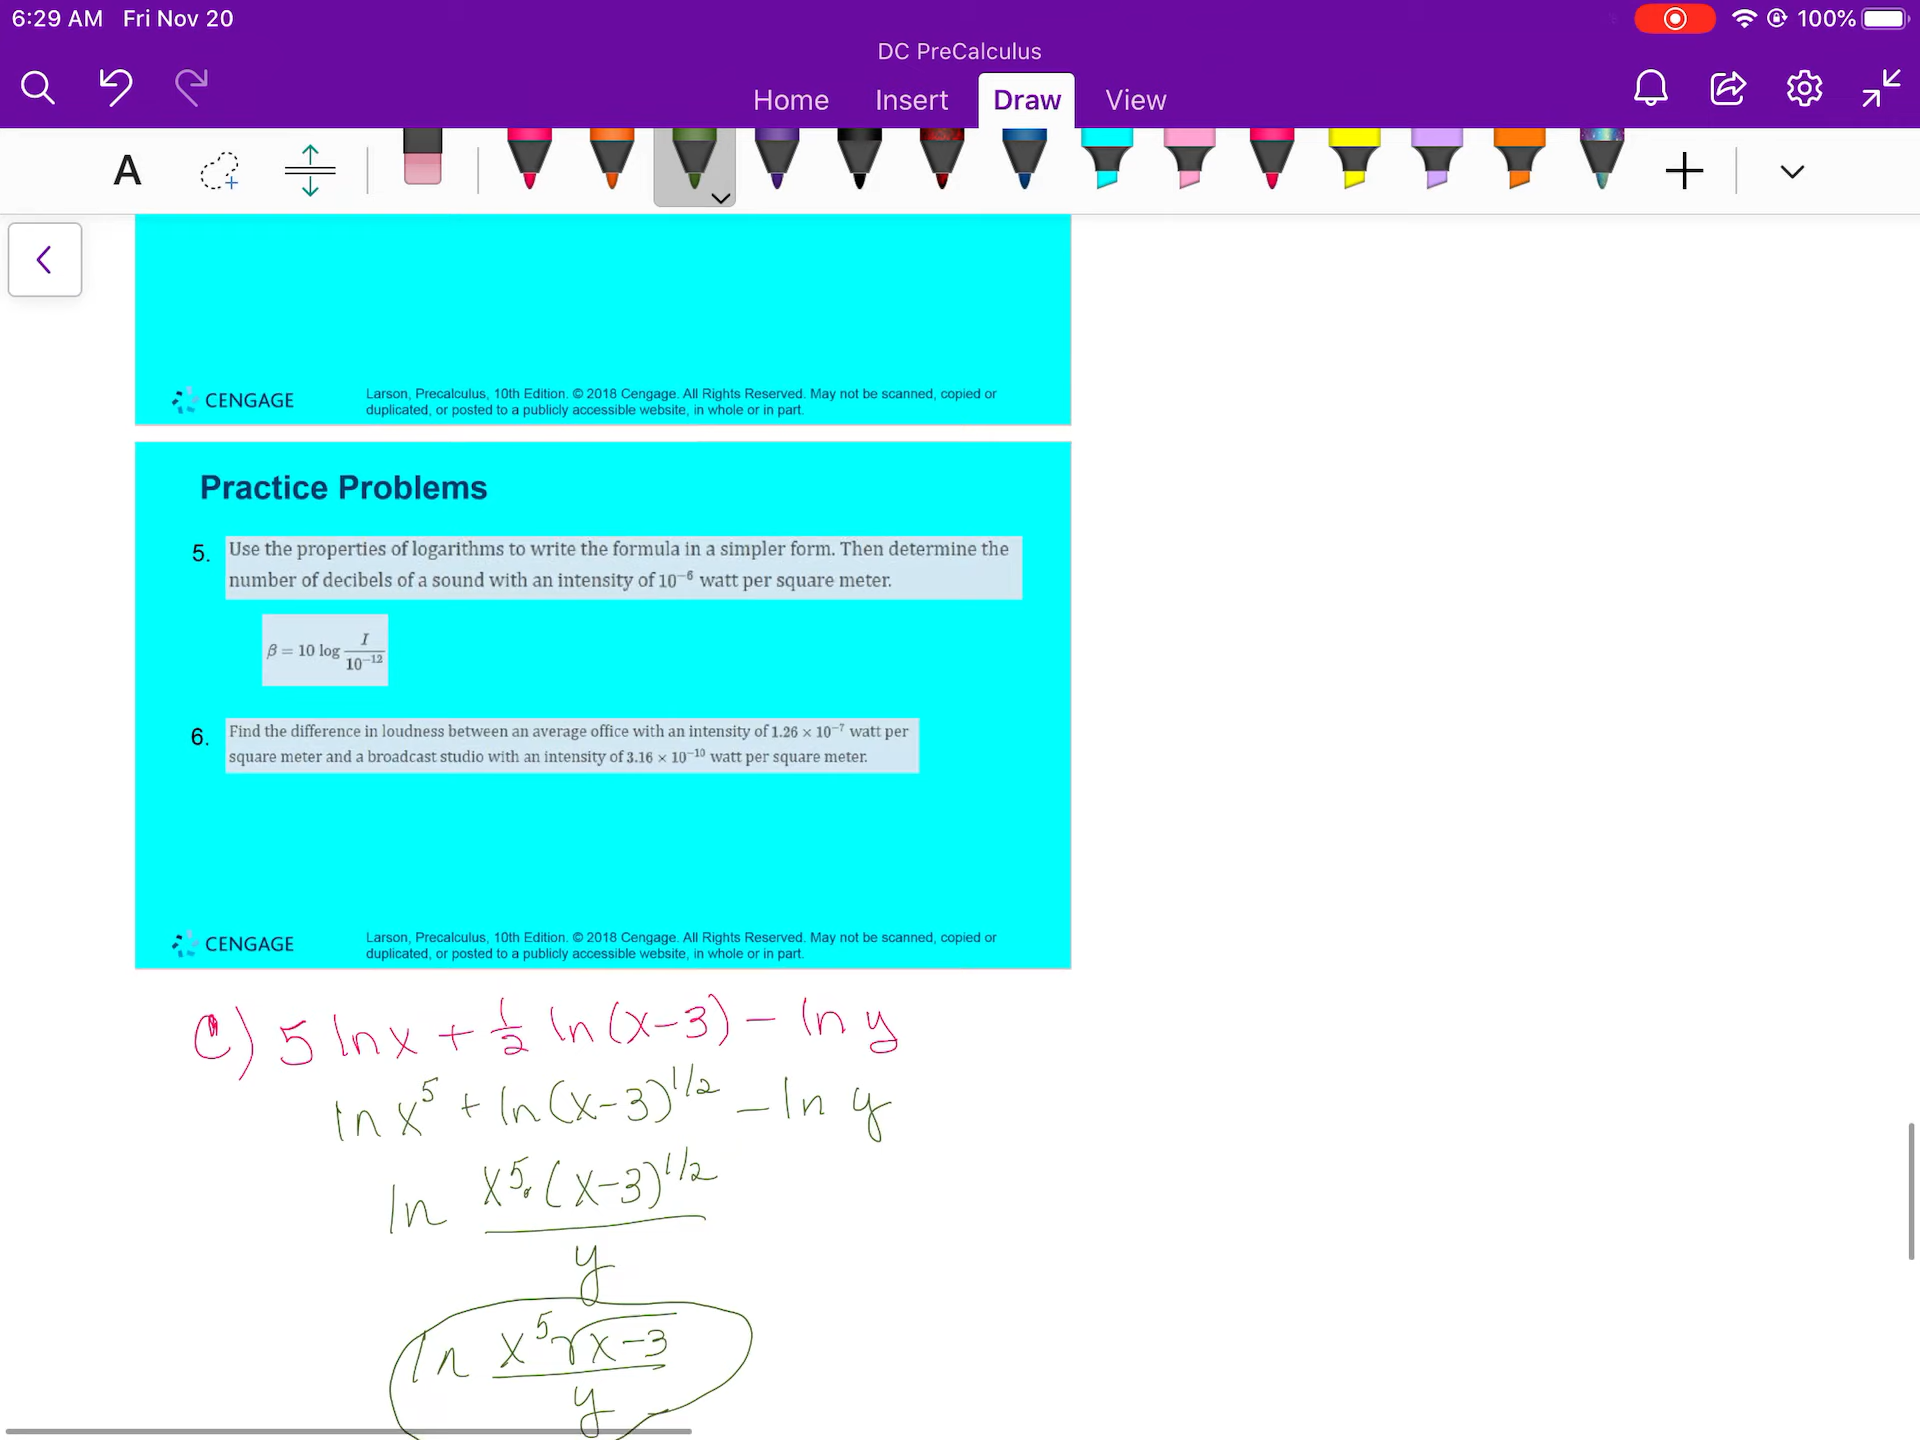 6:29 AM Fri Nov 20
100%
DC PreCalculus
Home Insert Draw View
A
CENGAGE
Larson, Precalculus, 10th Edition. © 2018 Cengage. All Rights Reserved. May not be scanned, copied or
duplicated, or posted to a publicly accessible website, in whole or in part.
Practice Problems
5. Use the properties of logarithms to write the formula in a simpler form. Then determine the
number of decibels of a sound with an intensity of 10⁻⁶ watt per square meter.
β = 10 log I / 10⁻¹²
6. Find the difference in loudness between an average office with an intensity of 1.26 × 10⁻⁷ watt per
square meter and a broadcast studio with an intensity of 3.16 × 10⁻¹⁰ watt per square meter.
CENGAGE
Larson, Precalculus, 10th Edition. © 2018 Cengage. All Rights Reserved. May not be scanned, copied or
duplicated, or posted to a publicly accessible website, in whole or in part.
C) 5 ln x + 1/2 ln (x-3) - ln y
ln x⁵ + ln (x-3)^1/2 - ln y
ln x⁵ · (x-3)^1/2 / y
ln x⁵ √x-3 / y